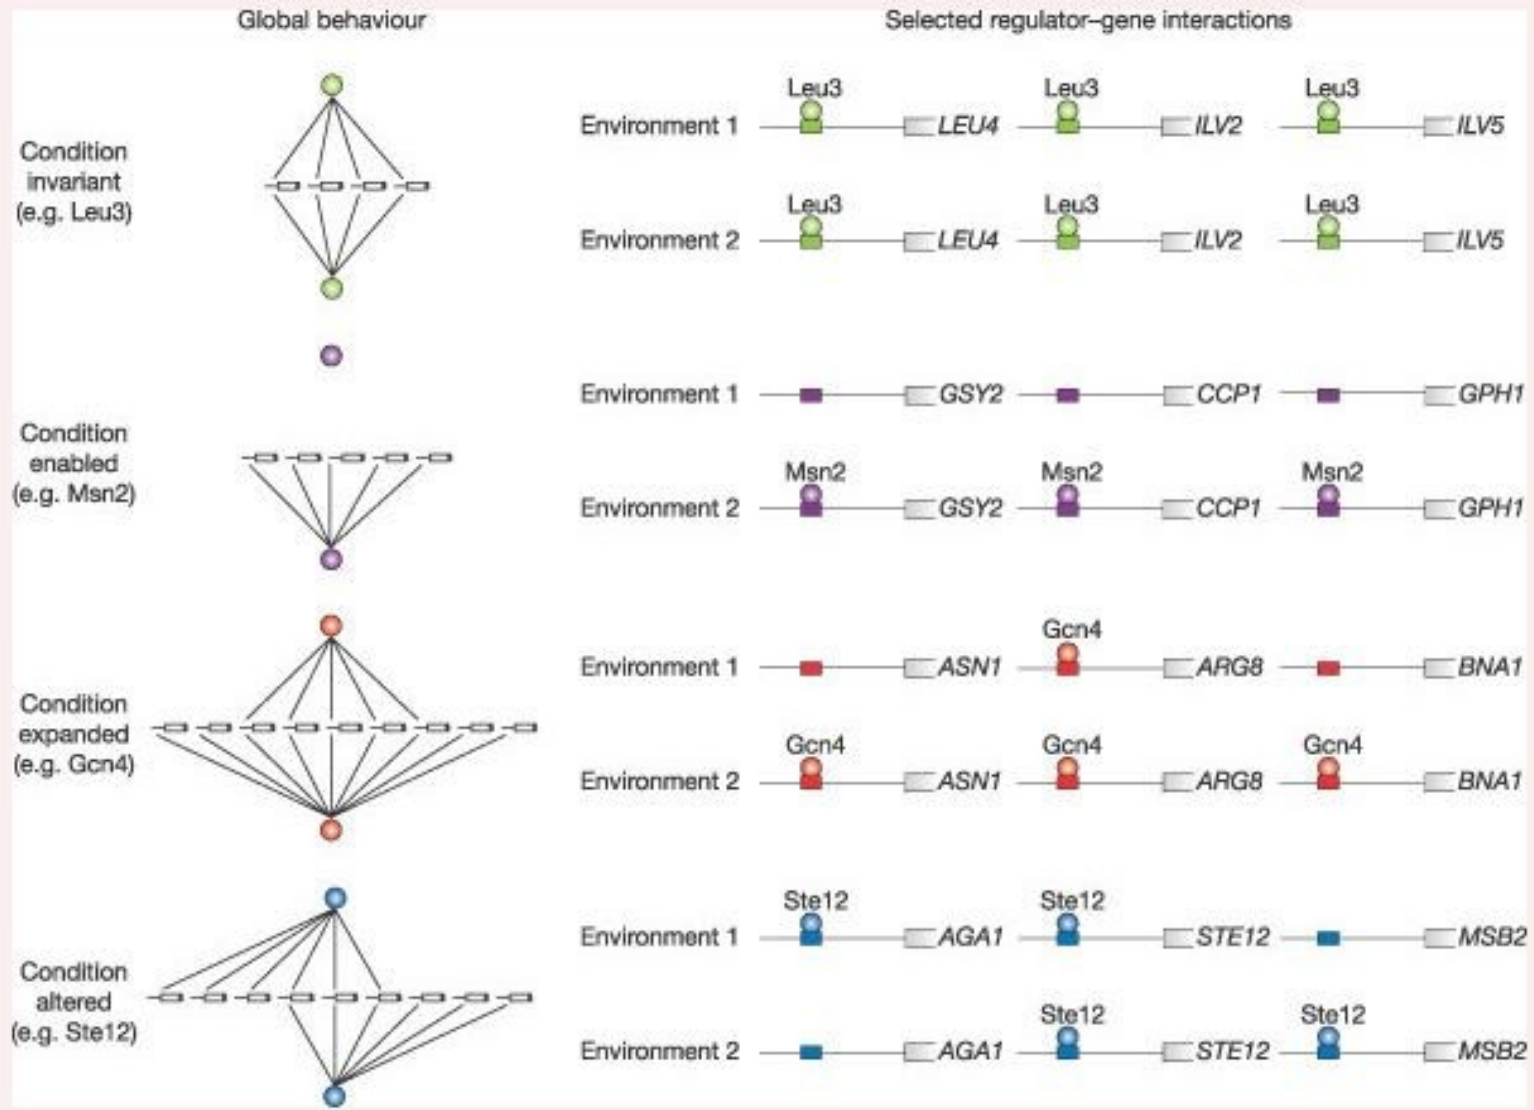 Global behaviour
Selected regulator–gene interactions
Condition
invariant
(e.g. Leu3)
Leu3 Leu3 Leu3
Environment 1 LEU4 ILV2 ILV5
Leu3 Leu3 Leu3
Environment 2 LEU4 ILV2 ILV5
Condition
enabled
(e.g. Msn2)
Environment 1 GSY2 CCP1 GPH1
Msn2 Msn2 Msn2
Environment 2 GSY2 CCP1 GPH1
Condition
expanded
(e.g. Gcn4)
Gcn4
Environment 1 ASN1 ARG8 BNA1
Gcn4 Gcn4 Gcn4
Environment 2 ASN1 ARG8 BNA1
Condition
altered
(e.g. Ste12)
Ste12 Ste12
Environment 1 AGA1 STE12 MSB2
Ste12 Ste12
Environment 2 AGA1 STE12 MSB2